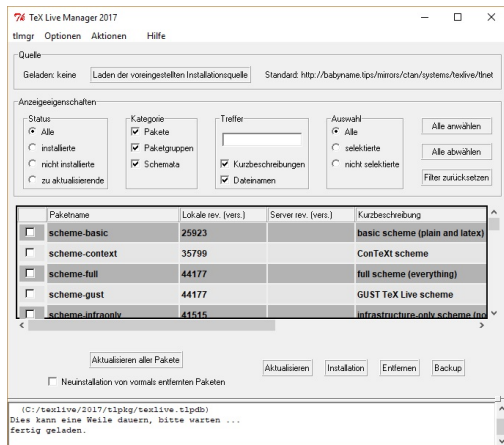 TeX Live Manager 2017
tlmgr Optionen Aktionen Hilfe
Quelle
Geladen: keine Laden der voreingestellten Installationsquelle Standard: http://babyname.tips/mirrors/ctan/systems/texlive/tlnet
Anzeigeeigenschaften
Status Kategorie Treffer Auswahl
Alle Pakete Alle Alle anwählen
installierte Paketgruppen selektierte
nicht installierte Schemata Kurzbeschreibungen nicht selektierte Alle abwählen
zu aktualisierende Dateinamen Filter zurücksetzen
Paketname Lokale rev. (vers.) Server rev. (vers.) Kurzbeschreibung
scheme-basic 25923 basic scheme (plain and latex)
scheme-context 35799 ConTeXt scheme
scheme-full 44177 full scheme (everything)
scheme-gust 44177 GUST TeX Live scheme
scheme-infraonly 41515 infrastructure-only scheme (no
Aktualisieren aller Pakete Aktualisieren Installation Entfernen Backup
Neuinstallation von vormals entfernten Paketen
(C:/texlive/2017/tlpkg/texlive.tlpdb)
Dies kann eine Weile dauern, bitte warten ...
fertig geladen.